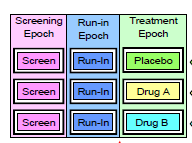 Screening Epoch
Run-in Epoch
Treatment Epoch
Screen
Run-In
Placebo
Screen
Run-In
Drug A
Screen
Run-In
Drug B